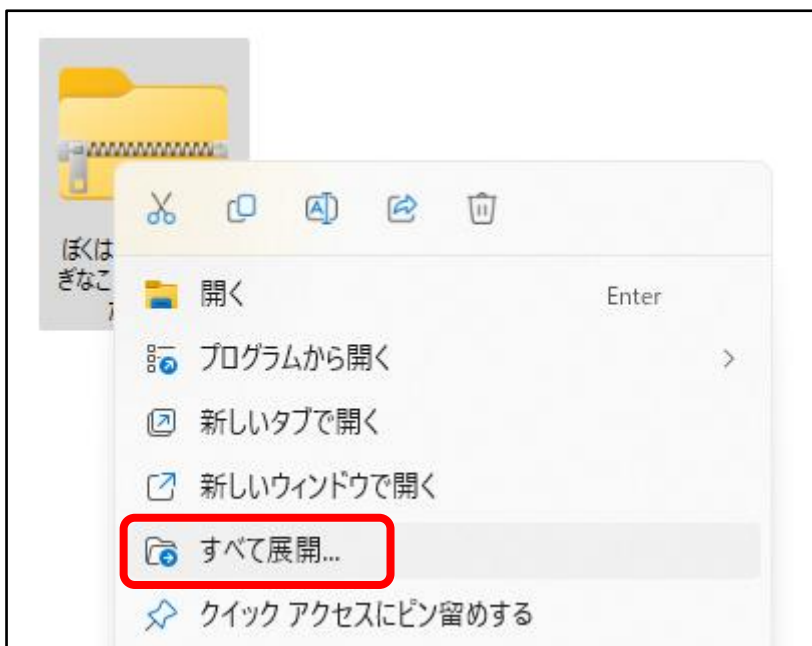 ぼくは
ぎなこ
開く Enter
プログラムから開く
新しいタブで開く
新しいウィンドウで開く
すべて展開...
クイック アクセスにピン留めする